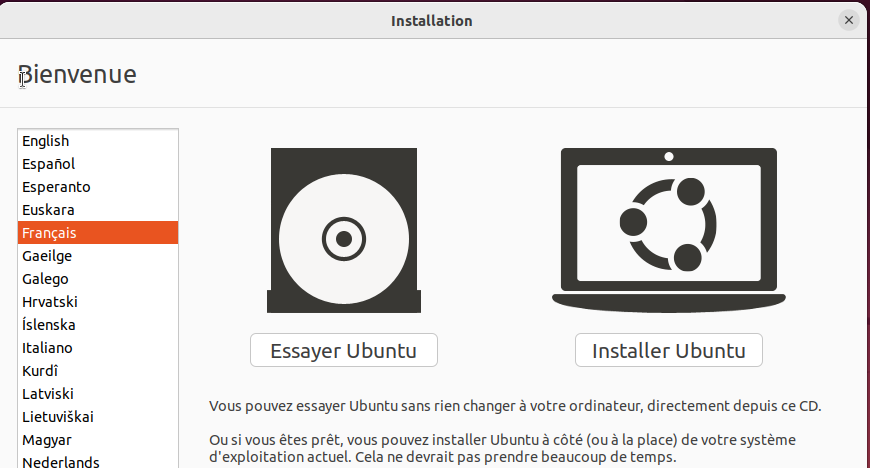 Installation
Bienvenue
English
Español
Esperanto
Euskara
Français
Gaeilge
Galego
Hrvatski
Íslenska
Italiano
Kurdî
Latviski
Lietuviškai
Magyar
Nederlands
Essayer Ubuntu
Installer Ubuntu
Vous pouvez essayer Ubuntu sans rien changer à votre ordinateur, directement depuis ce CD.
Ou si vous êtes prêt, vous pouvez installer Ubuntu à côté (ou à la place) de votre système
d'exploitation actuel. Cela ne devrait pas prendre beaucoup de temps.